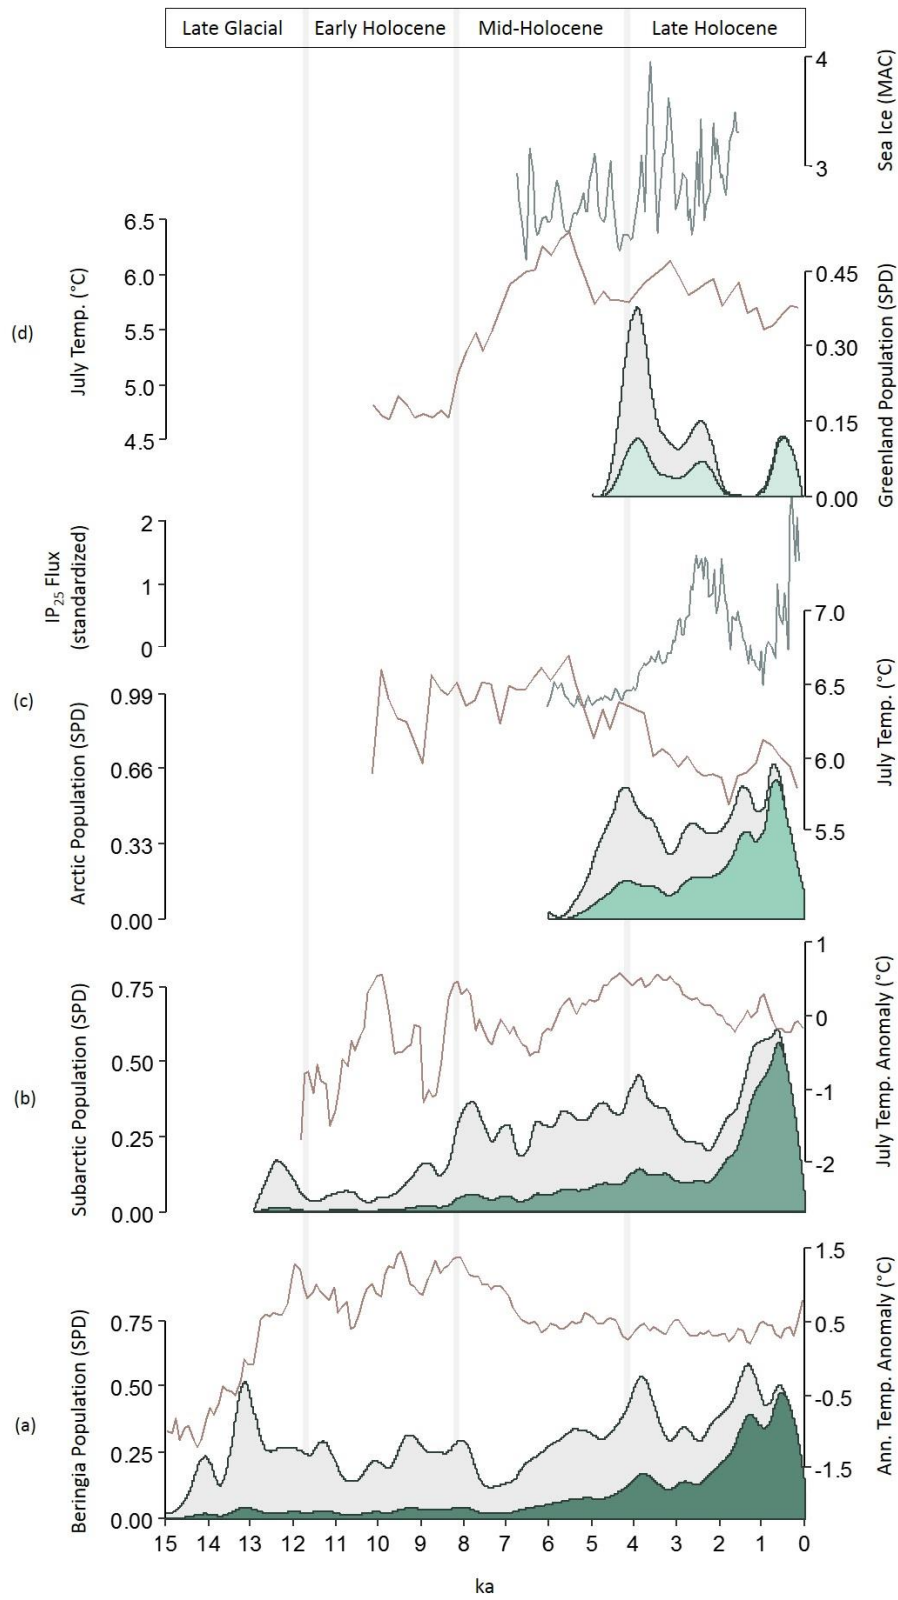 Late Glacial Early Holocene Mid-Holocene Late Holocene
4
3
Sea Ice (MAC)
(d)
July Temp. (°C)
6.5
6.0
5.5
5.0
4.5
0.45
0.30
0.15
0.00
Greenland Population (SPD)
IP25 Flux
(standardized)
2
1
0
(c)
Arctic Population (SPD)
0.99
0.66
0.33
0.00
7.0
6.5
6.0
5.5
July Temp. (°C)
(b)
Subarctic Population (SPD)
0.75
0.50
0.25
0.00
1
0
-1
-2
July Temp. Anomaly (°C)
(a)
Beringia Population (SPD)
0.75
0.50
0.25
0.00
1.5
0.5
-0.5
-1.5
Ann. Temp. Anomaly (°C)
15 14 13 12 11 10 9 8 7 6 5 4 3 2 1 0
ka